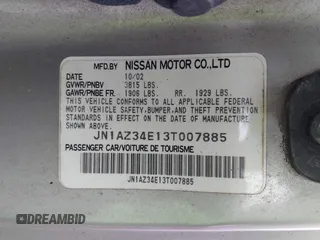 MFD.BY NISSAN MOTOR CO.,LTD
DATE 10/02
GVWR/PNBV 3815 LBS.
GAWR/PNBE FR. 1906 LBS. RR. 1929 LBS.
THIS VEHICLE CONFORMS TO ALL APPLICABLE FEDERAL
MOTOR VEHICLE SAFETY, BUMPER, AND THEFT PREVENTION
STANDARDS IN EFFECT ON THE DATE OF MANUFACTURE
SHOWN ABOVE.
JN1AZ34E13T007885
PASSENGER CAR/VOITURE DE TOURISME
JN1AZ34E13T007885
DREAMBID